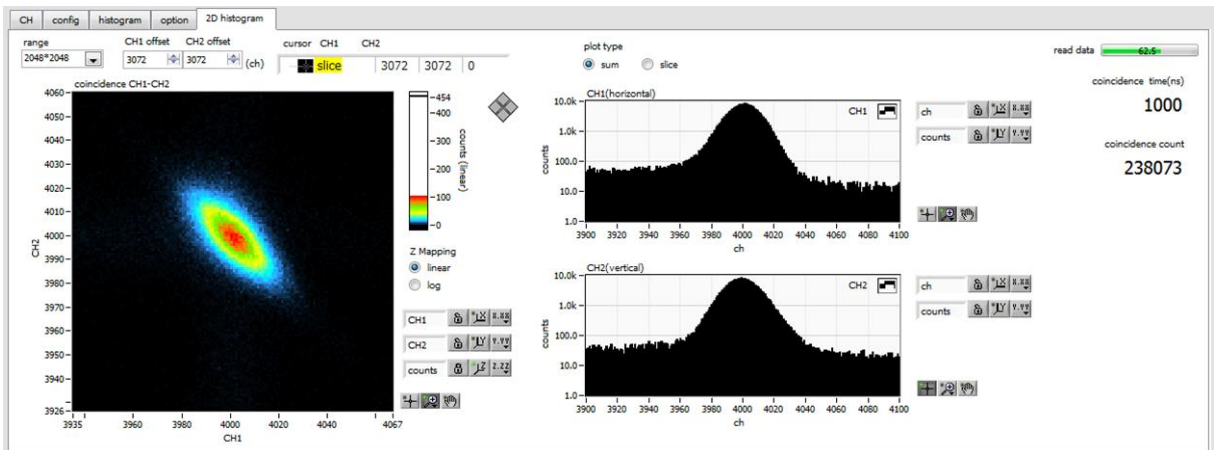 CH config histogram option 2D histogram
range CH1 offset CH2 offset cursor CH1 CH2
2048*2048 3072 3072 (ch) slice 3072 3072 0
plot type
sum slice
read data 62.5
coincidence time(ns)
1000
coincidence count
238073
coincidence CH1-CH2
4060
4050
4040
4030
4020
4010
4000
3990
3980
3970
3960
3950
3940
3926
CH2
3935 3960 3980 4000 4020 4040 4067
CH1
454
400
300
200
100
0
counts (linear)
Z Mapping
linear
log
CH1 X.XX
CH2 Y.YY
counts Z.ZZ
CH1(horizontal)
CH1
10.0k
1.0k
100.0
10.0
1.0
counts
3900 3920 3940 3960 3980 4000 4020 4040 4060 4080 4100
ch
ch X.XX
counts Y.YY
CH2(vertical)
CH2
10.0k
1.0k
100.0
10.0
1.0
counts
3900 3920 3940 3960 3980 4000 4020 4040 4060 4080 4100
ch
ch X.XX
counts Y.YY